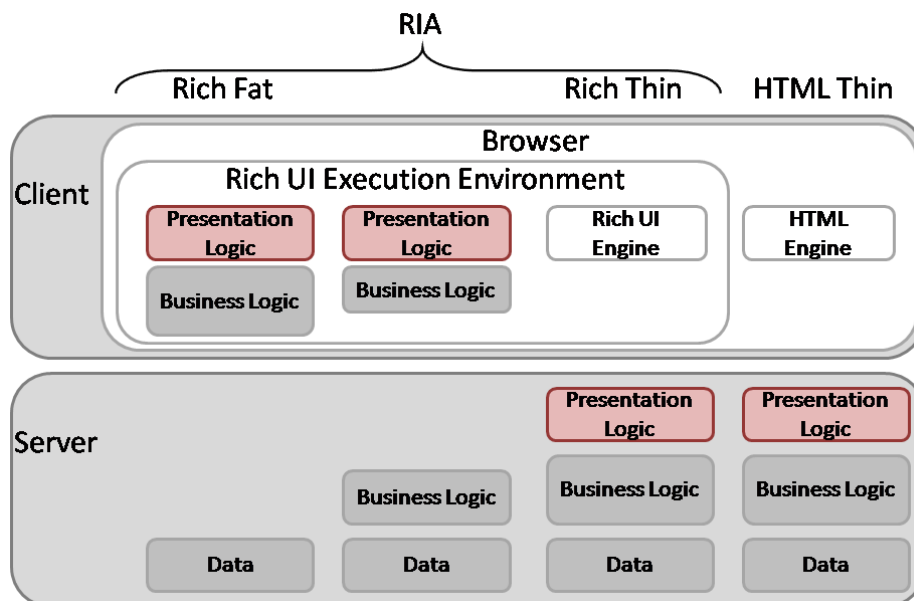 RIA
Rich Fat Rich Thin HTML Thin
Browser
Client Rich UI Execution Environment
Presentation Logic
Presentation Logic
Rich UI Engine
HTML Engine
Business Logic
Business Logic
Server
Presentation Logic
Presentation Logic
Business Logic
Business Logic
Business Logic
Data Data Data Data